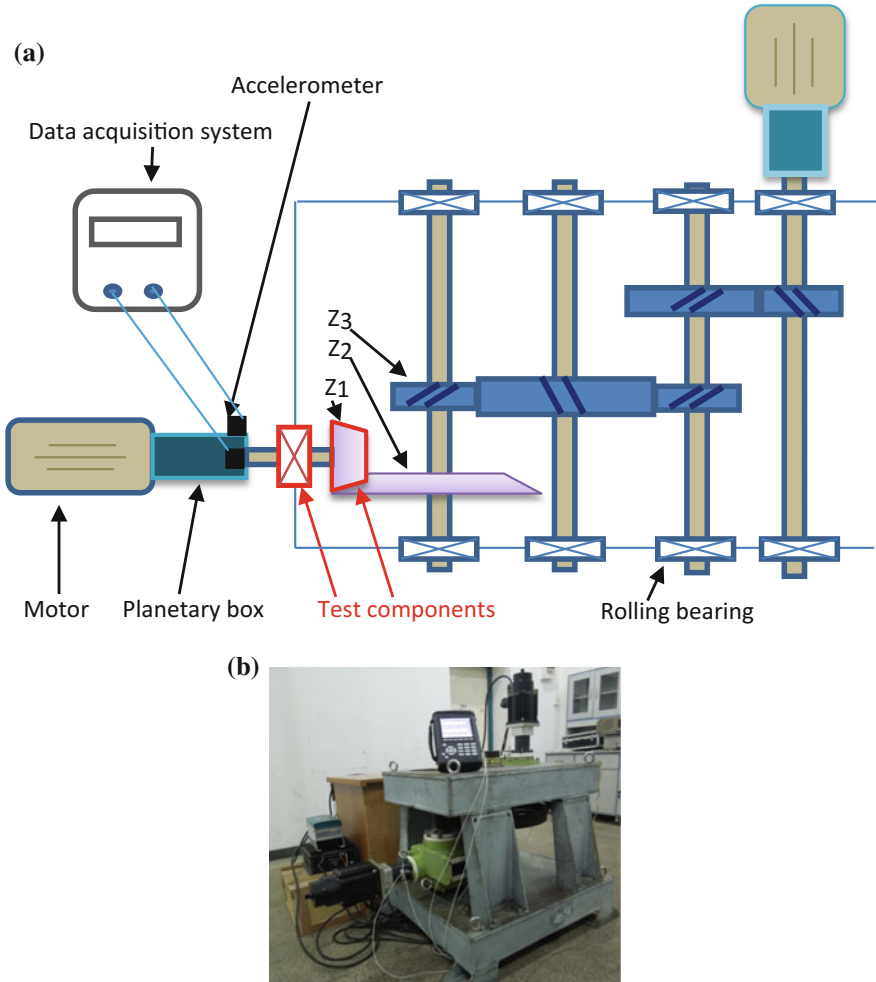 (a)
Accelerometer
Data acquisition system
Z3
Z2
Z1
Motor
Planetary box
Test components
Rolling bearing
(b)